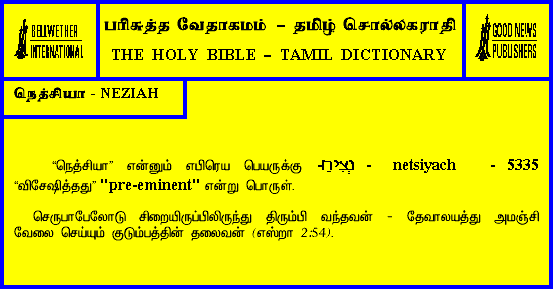 BELLWETHER
INTERNATIONAL
பரிசுத்த வேதாகமம் – தமிழ் சொல்லகராதி
THE HOLY BIBLE – TAMIL DICTIONARY
GOOD NEWS
PUBLISHERS
நெத்சியா - NEZIAH
“நெத்சியா” என்னும் எபிரெய பெயருக்கு -נְצִיחַ - netsiyach - 5335
“விசேஷித்தது” "pre-eminent" என்று பொருள்.
செருபாபேலோடு சிறையிருப்பிலிருந்து திரும்பி வந்தவன் - தேவாலயத்து அமஞ்சி
வேலை செய்யும் குடும்பத்தின் தலைவன் (எஸ்றா 2:54).